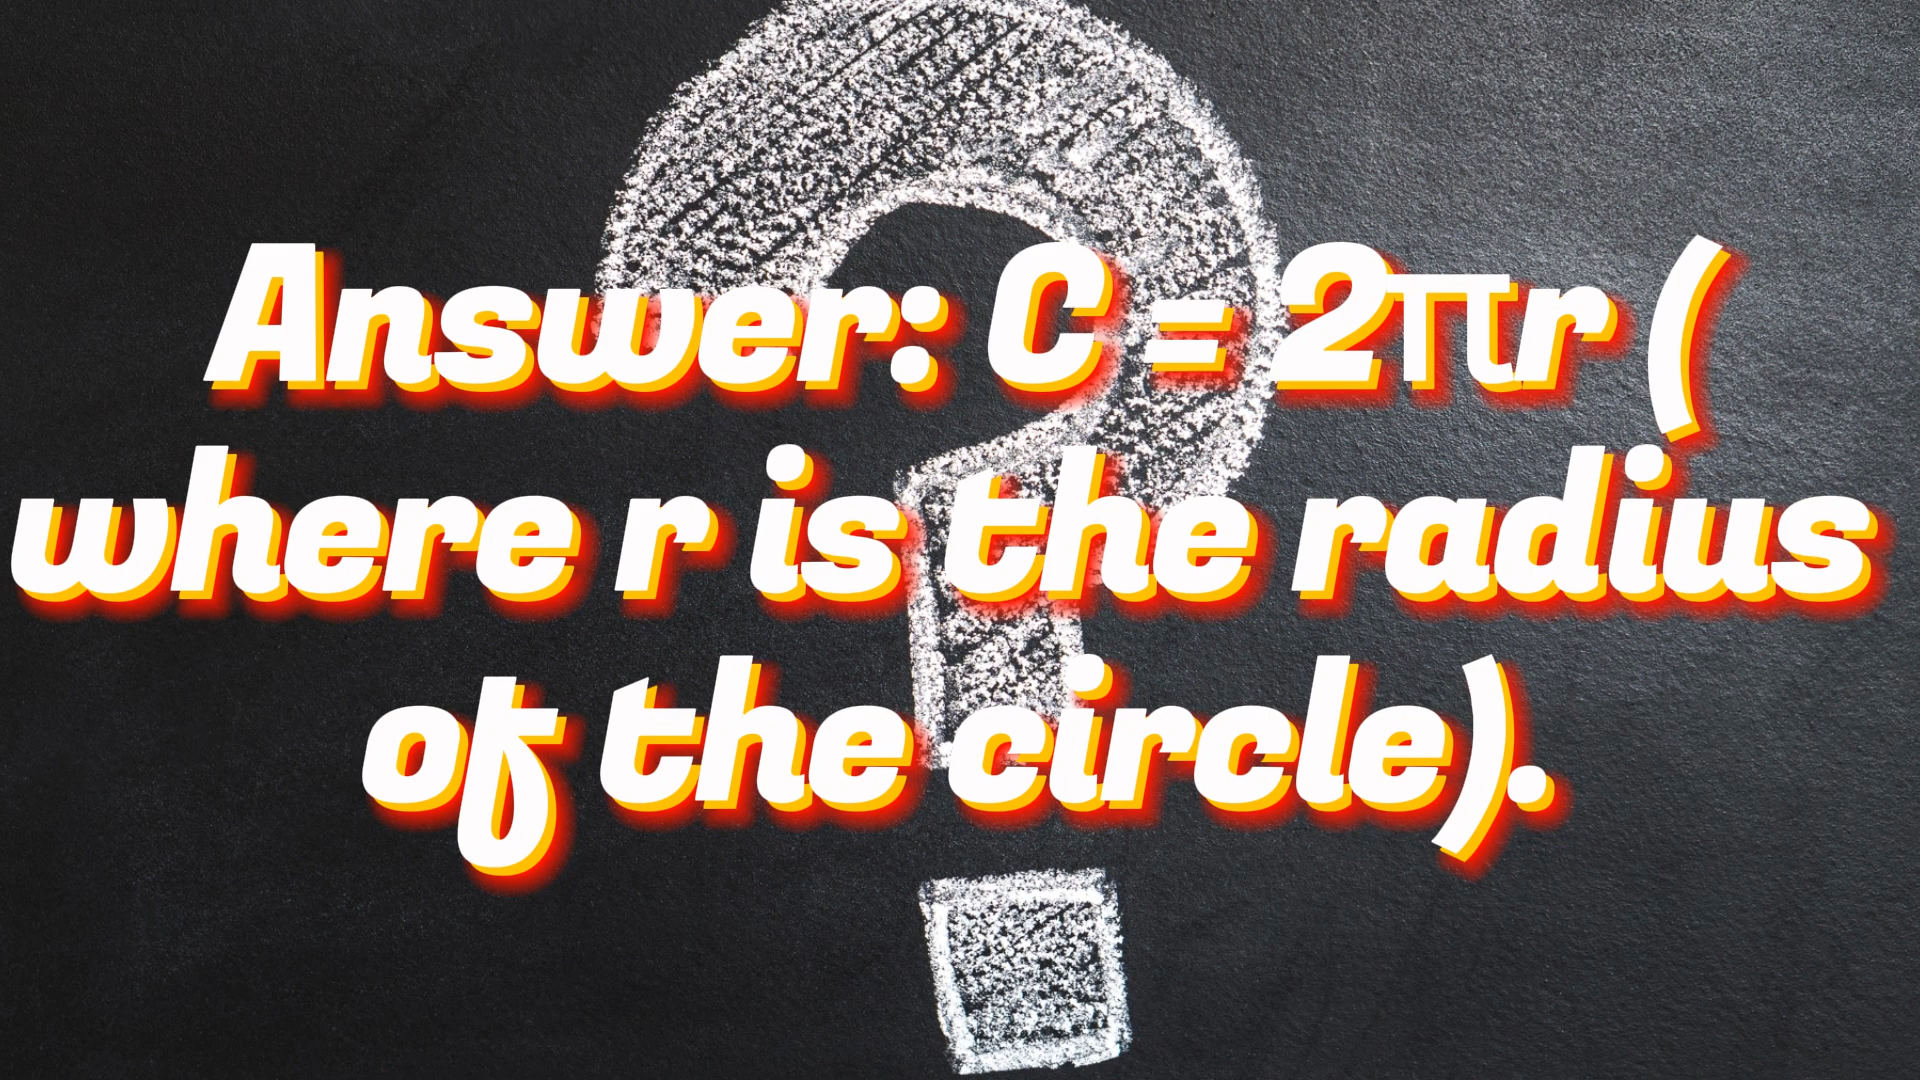 Answer: C = 2πr (
where r is the radius
of the circle).